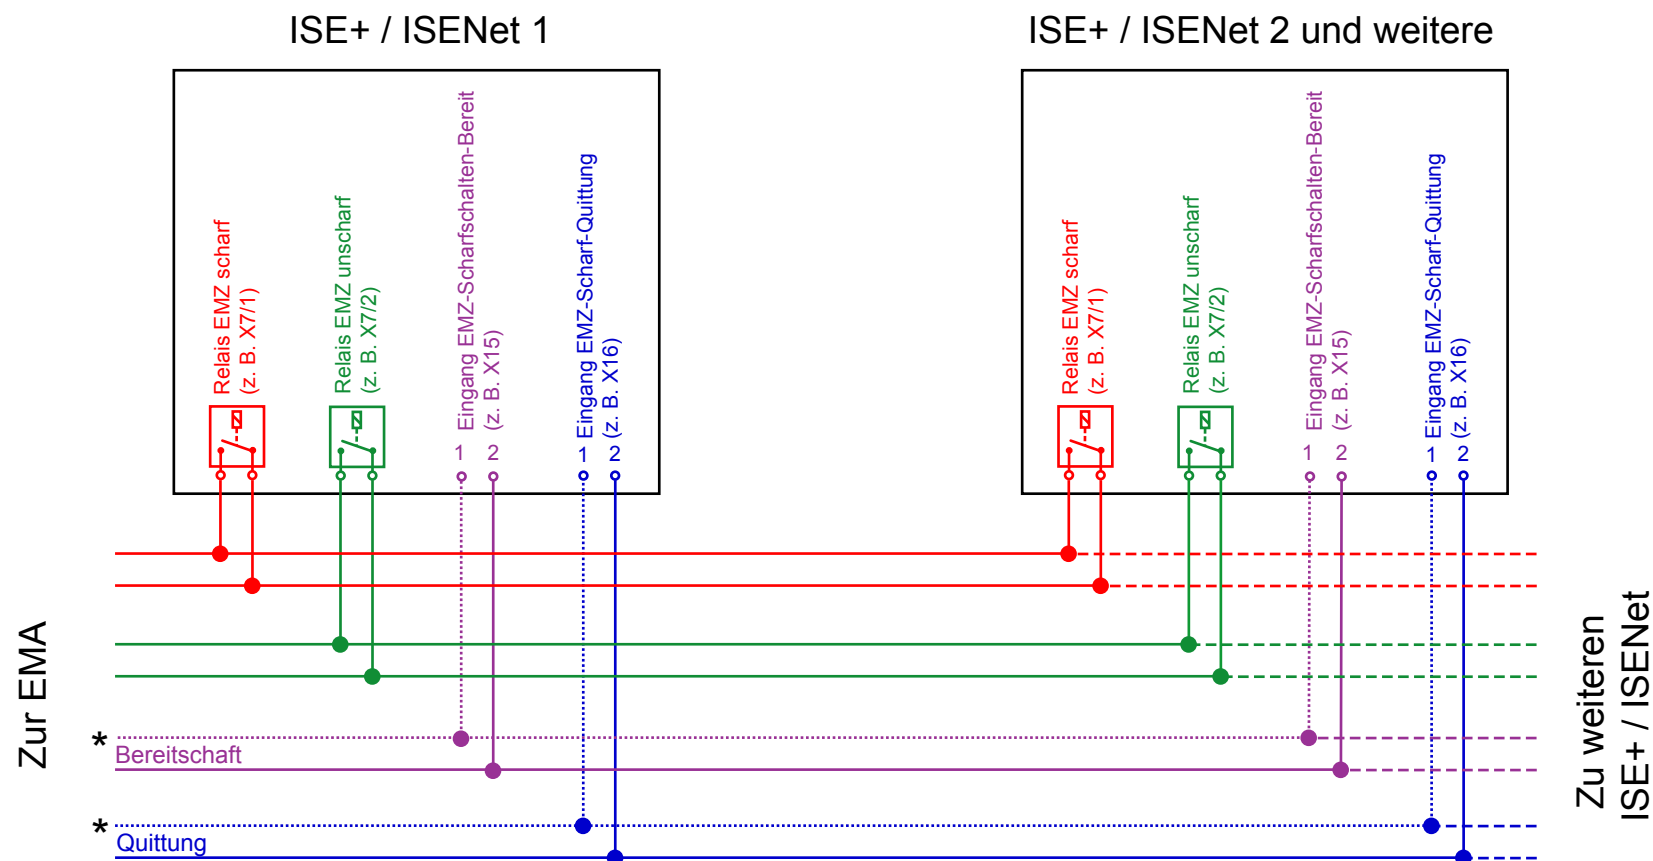 ISE+ / ISENet 1
ISE+ / ISENet 2 und weitere
Relais EMZ scharf
(z. B. X7/1)
Relais EMZ unscharf
(z. B. X7/2)
Eingang EMZ-Scharfschalten-Bereit
(z. B. X15)
1 2
Eingang EMZ-Scharf-Quittung
(z. B. X16)
1 2
Relais EMZ scharf
(z. B. X7/1)
Relais EMZ unscharf
(z. B. X7/2)
Eingang EMZ-Scharfschalten-Bereit
(z. B. X15)
1 2
Eingang EMZ-Scharf-Quittung
(z. B. X16)
1 2
Zur EMA
*
Bereitschaft
*
Quittung
Zu weiteren
ISE+ / ISENet